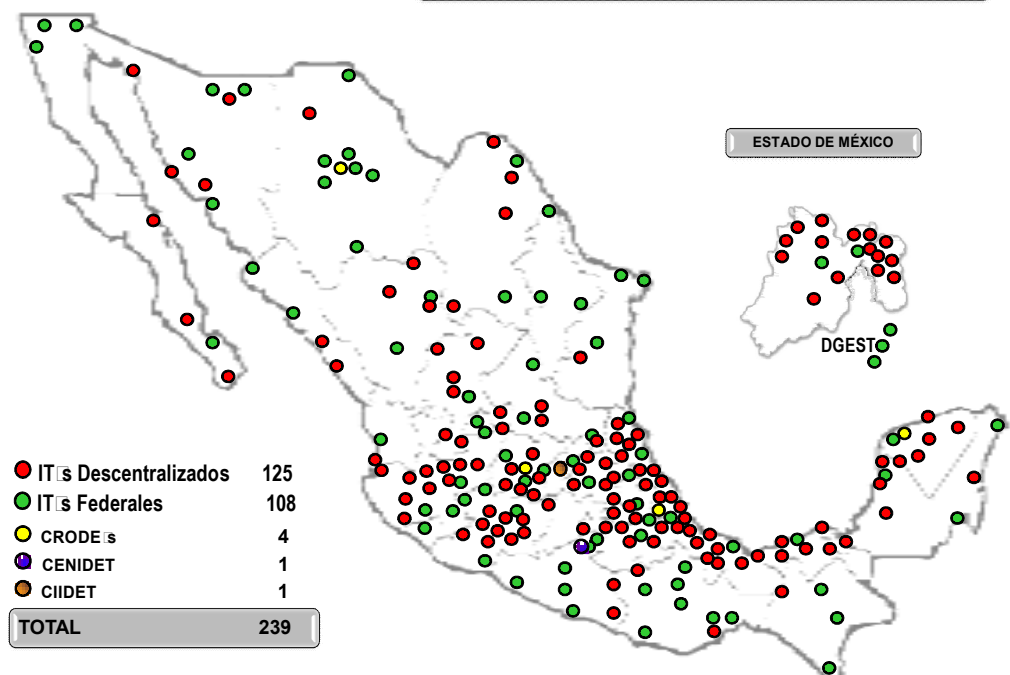 ESTADO DE MÉXICO
DGEST
IT□s Descentralizados 125
IT□s Federales 108
CRODE□s 4
CENIDET 1
CIIDET 1
TOTAL 239